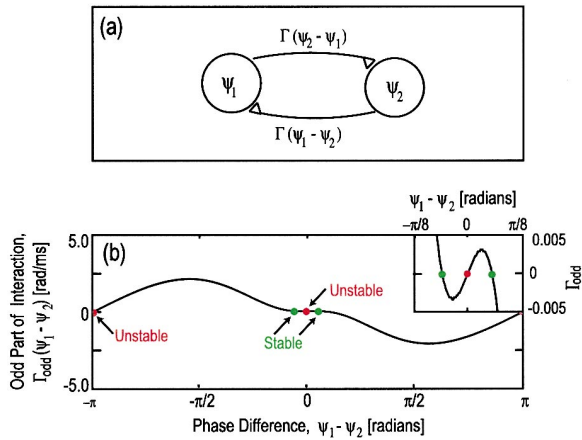 (a)
Γ (ψ₂ - ψ₁)
ψ₁
ψ₂
Γ (ψ₁ - ψ₂)
ψ₁ - ψ₂ [radians]
-π/8 0 π/8
(b)
0.005
0
-0.005
Γodd
Odd Part of Interaction,
Γodd (ψ₁ - ψ₂) [rad/ms]
5.0
0
-5.0
Unstable
Unstable
Stable
-π -π/2 0 π/2 π
Phase Difference, ψ₁ - ψ₂ [radians]